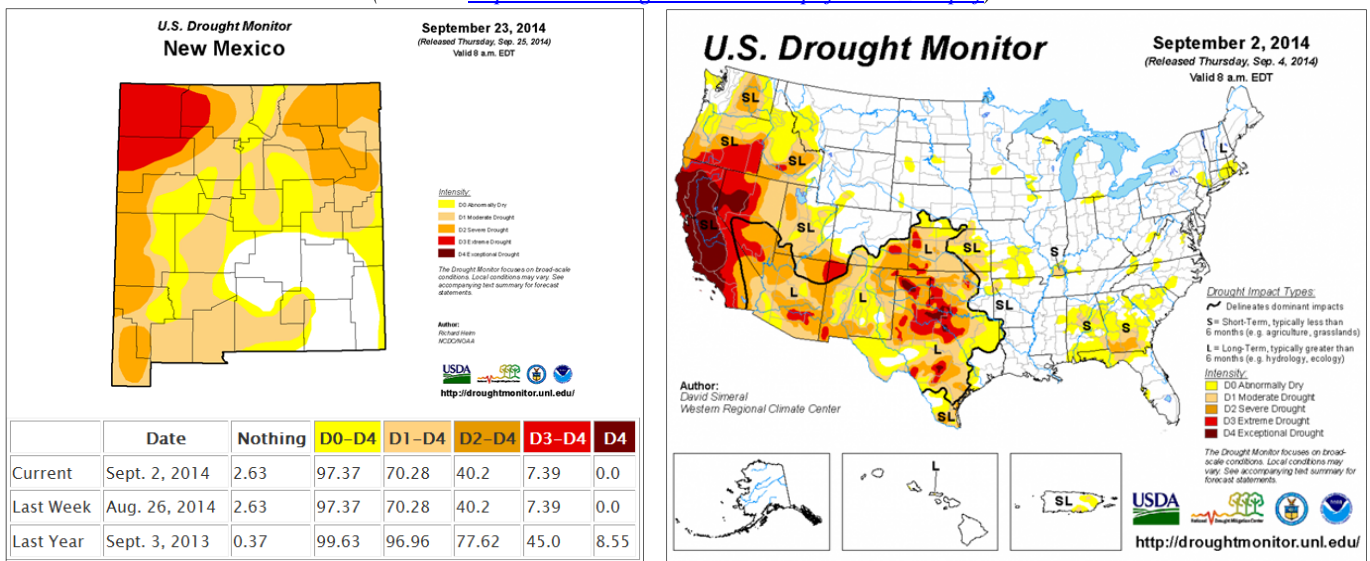 U.S. Drought Monitor
New Mexico
September 23, 2014
(Released Thursday, Sep. 25, 2014)
Valid 8 a.m. EDT
Intensity:
D0 Abnormally Dry
D1 Moderate Drought
D2 Severe Drought
D3 Extreme Drought
D4 Exceptional Drought
The Drought Monitor focuses on broad-scale
conditions. Local conditions may vary. See
accompanying text summary for forecast
statements.
Author:
Richard Heim
NCDC/NOAA
USDA
http://droughtmonitor.unl.edu/
Date Nothing D0-D4 D1-D4 D2-D4 D3-D4 D4
Current Sept. 2, 2014 2.63 97.37 70.28 40.2 7.39 0.0
Last Week Aug. 26, 2014 2.63 97.37 70.28 40.2 7.39 0.0
Last Year Sept. 3, 2013 0.37 99.63 96.96 77.62 45.0 8.55
U.S. Drought Monitor
September 2, 2014
(Released Thursday, Sep. 4, 2014)
Valid 8 a.m. EDT
SL
SL
SL
SL
SL
L
SL
L
L
SL
L
SL
S
S
S
L
Author:
David Simeral
Western Regional Climate Center
Drought Impact Types:
Delineates dominant impacts
S = Short-Term, typically less than
6 months (e.g. agriculture, grasslands)
L = Long-Term, typically greater than
6 months (e.g. hydrology, ecology)
Intensity:
D0 Abnormally Dry
D1 Moderate Drought
D2 Severe Drought
D3 Extreme Drought
D4 Exceptional Drought
The Drought Monitor focuses on broad-
scale conditions. Local conditions may
vary. See accompanying text summary for
forecast statements.
L
SL
USDA
National Drought Mitigation Center
http://droughtmonitor.unl.edu/